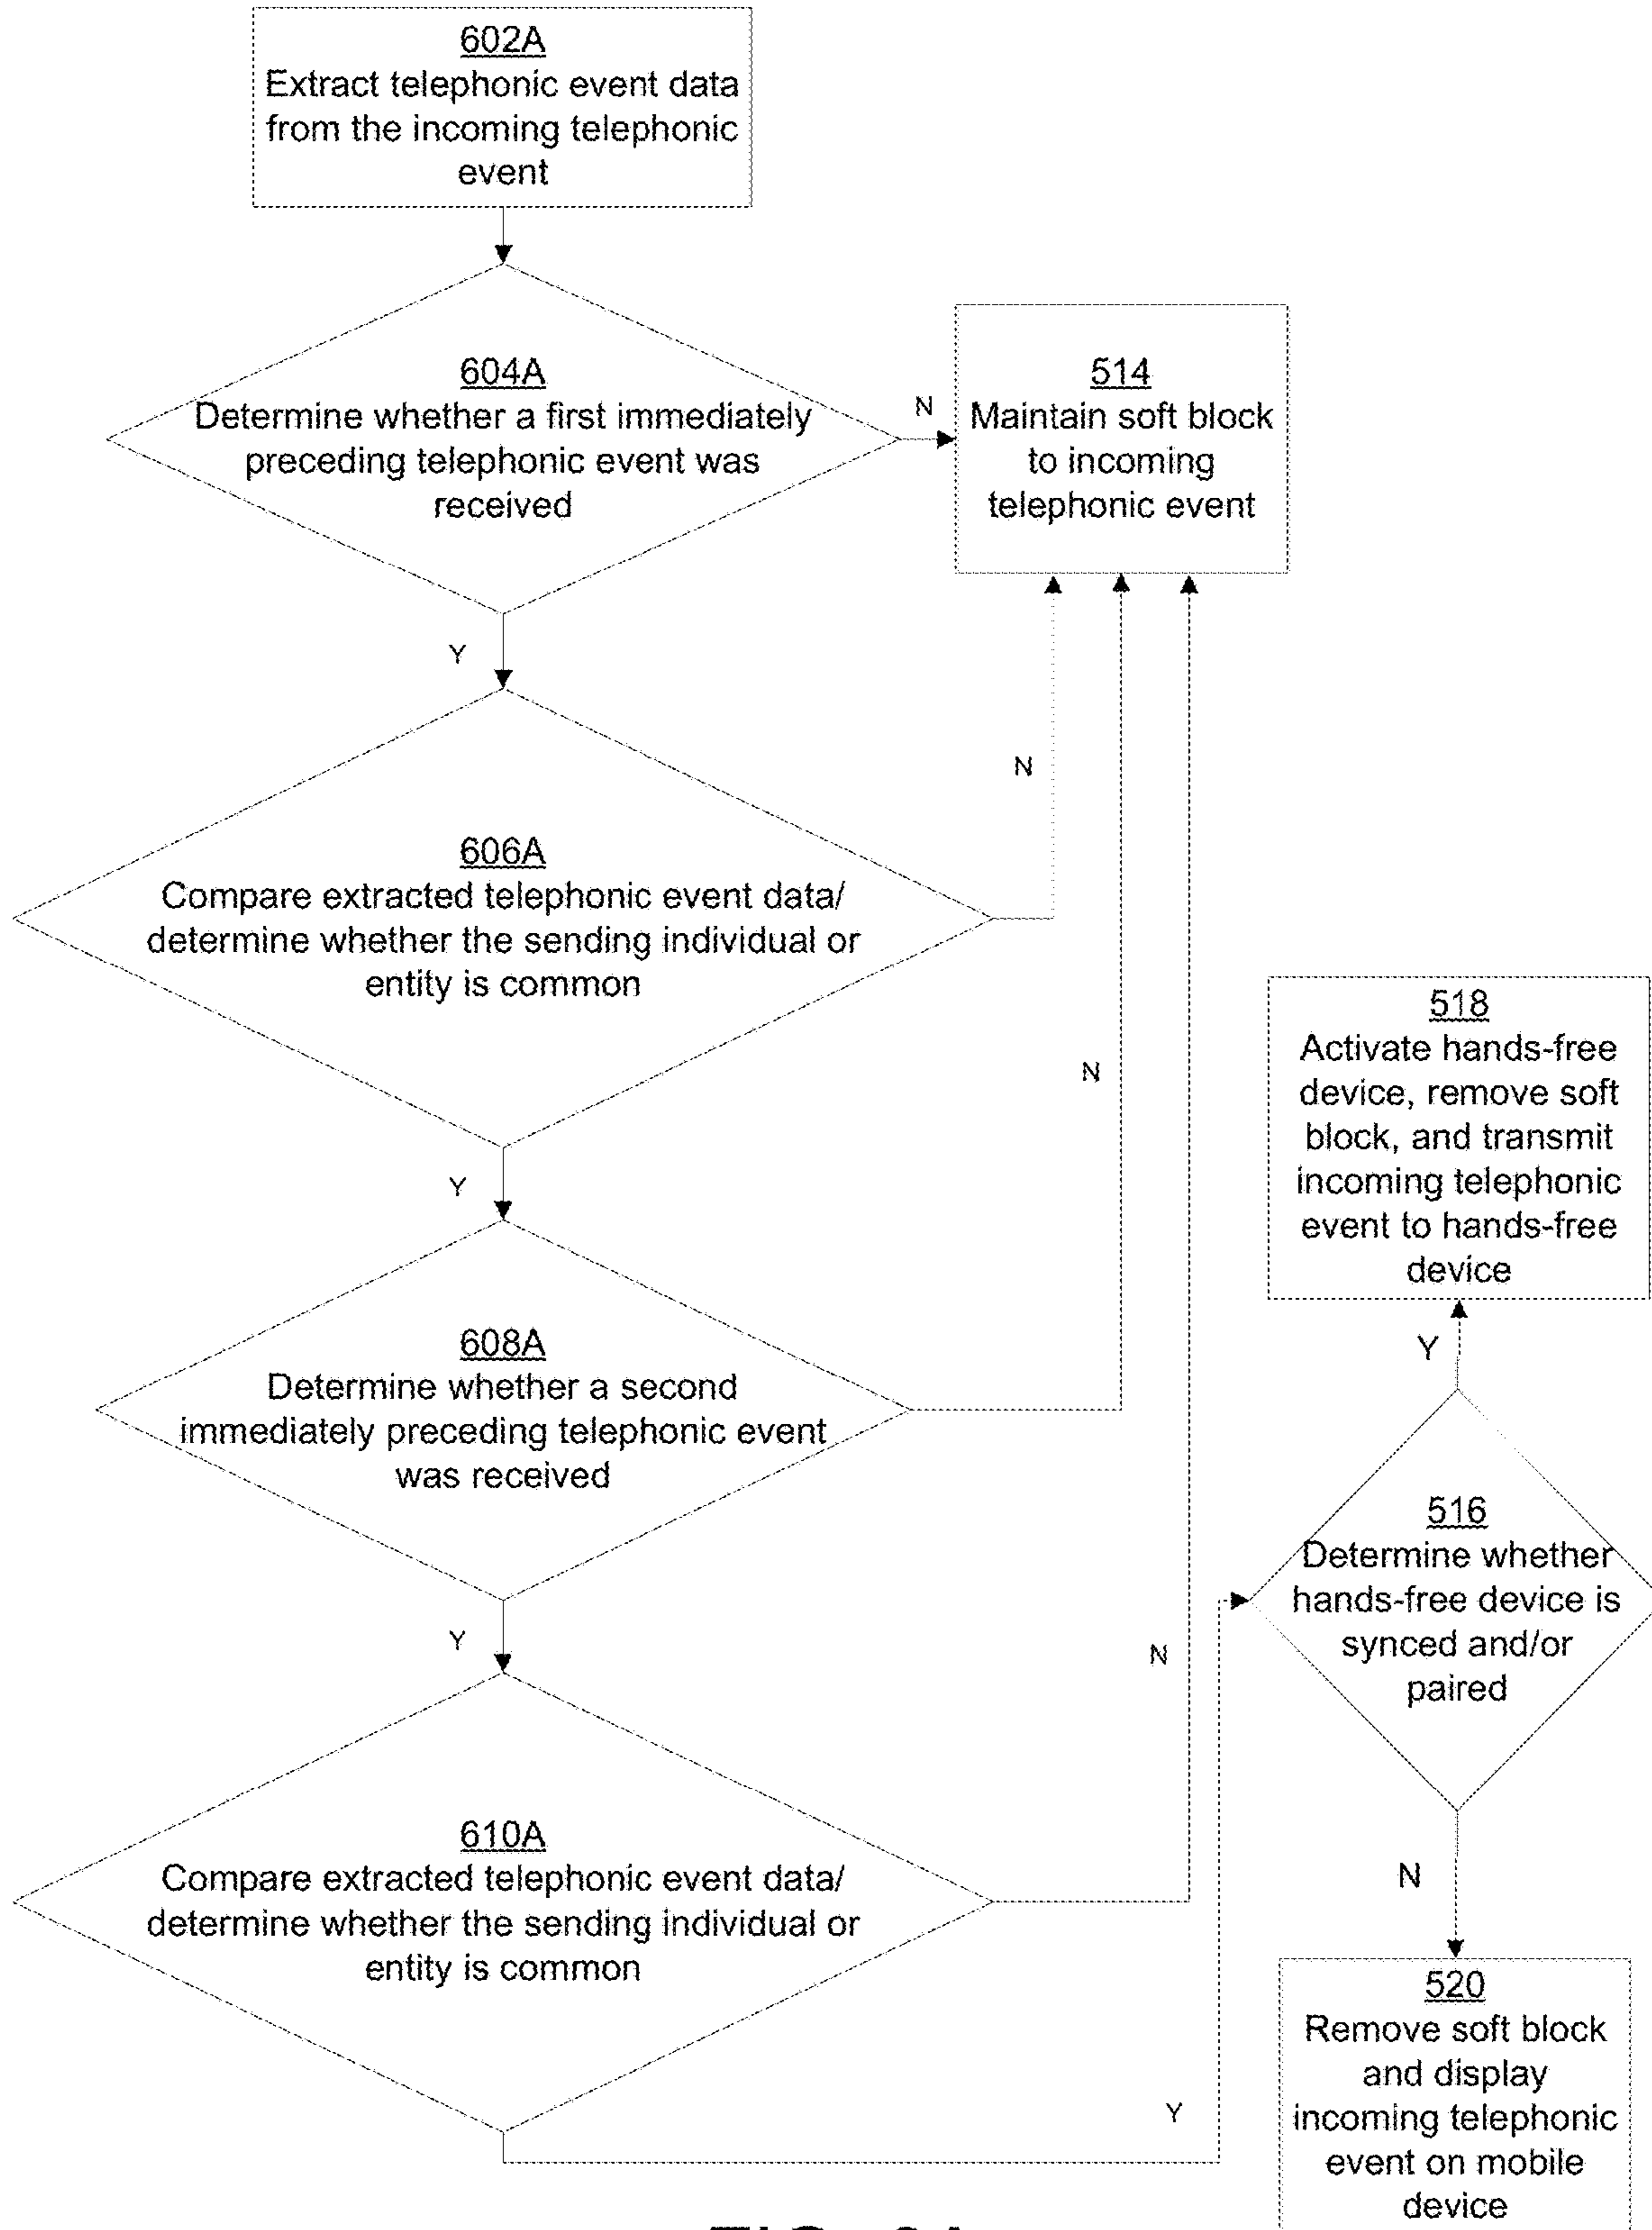 602A
Extract telephonic event data
from the incoming telephonic
event
604A
Determine whether a first immediately
preceding telephonic event was
received
N
514
Maintain soft block
to incoming
telephonic event
Y
N
606A
Compare extracted telephonic event data/
determine whether the sending individual or
entity is common
N
518
Activate hands-free
device, remove soft
block, and transmit
incoming telephonic
event to hands-free
device
Y
608A
Determine whether a second
immediately preceding telephonic event
was received
Y
516
Determine whether
hands-free device is
synced and/or
paired
Y
N
610A
Compare extracted telephonic event data/
determine whether the sending individual or
entity is common
N
520
Remove soft block
and display
incoming telephonic
event on mobile
device
Y